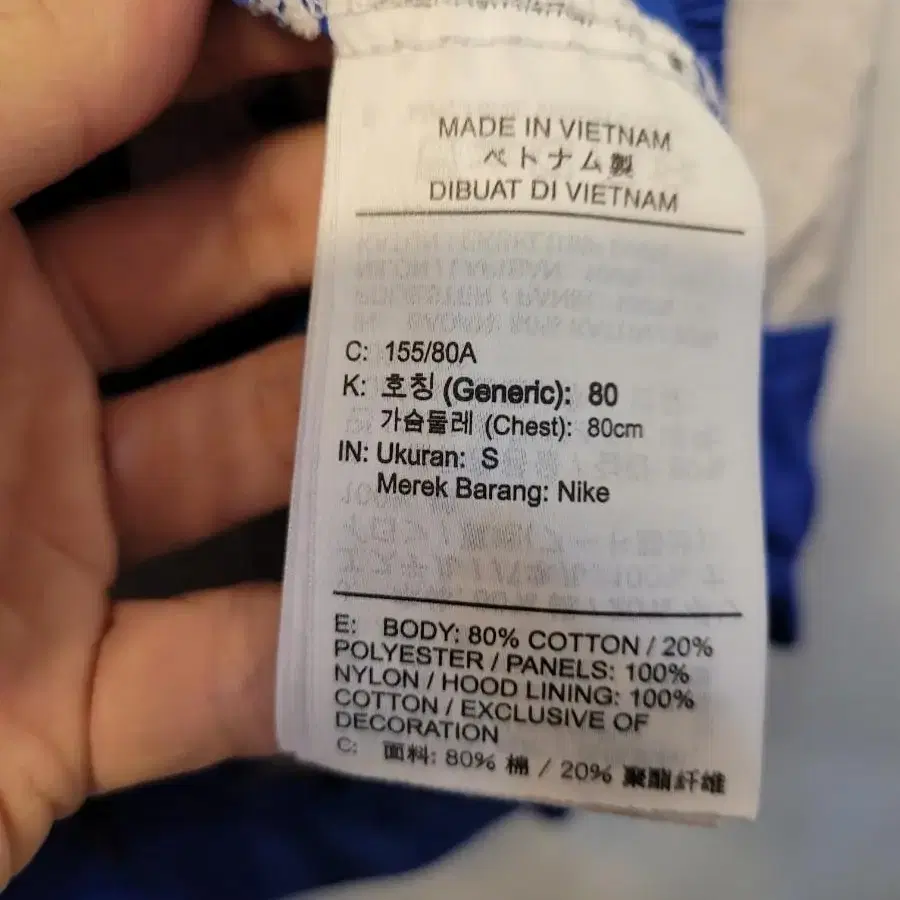 MADE IN VIETNAM
ベトナム製
DIBUAT DI VIETNAM
C: 155/80A
K: 호칭 (Generic): 80
가슴둘레 (Chest): 80cm
IN: Ukuran: S
Merek Barang: Nike
E: BODY: 80% COTTON / 20%
POLYESTER / PANELS: 100%
NYLON / HOOD LINING: 100%
COTTON / EXCLUSIVE OF
DECORATION
C: 面料: 80% 棉 / 20% 聚酯纤维